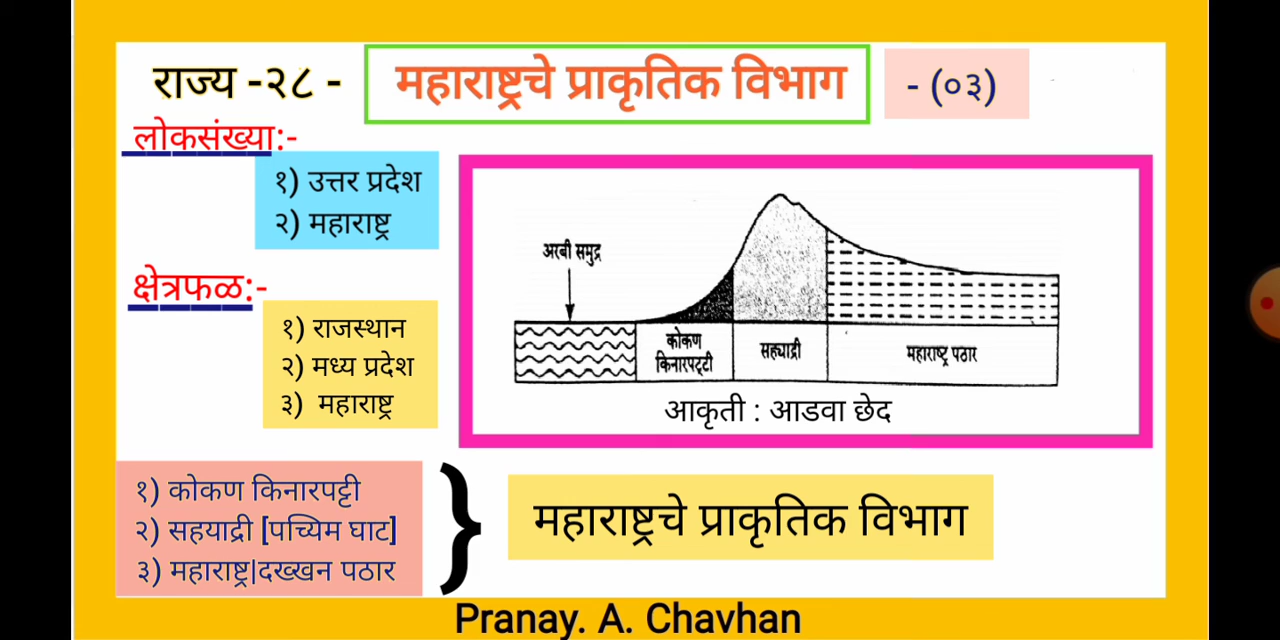 राज्य -२८ - महाराष्ट्रचे प्राकृतिक विभाग - (०३)
लोकसंख्या:-
१) उत्तर प्रदेश
२) महाराष्ट्र
क्षेत्रफळ:-
१) राजस्थान
२) मध्य प्रदेश
३) महाराष्ट्र
अरबी समुद्र
कोकण
किनारपट्टी
सह्याद्री
महाराष्ट्र पठार
आकृती : आडवा छेद
१) कोकण किनारपट्टी
२) सहयाद्री [पच्चिम घाट]
३) महाराष्ट्र|दख्खन पठार
} महाराष्ट्रचे प्राकृतिक विभाग
Pranay. A. Chavhan